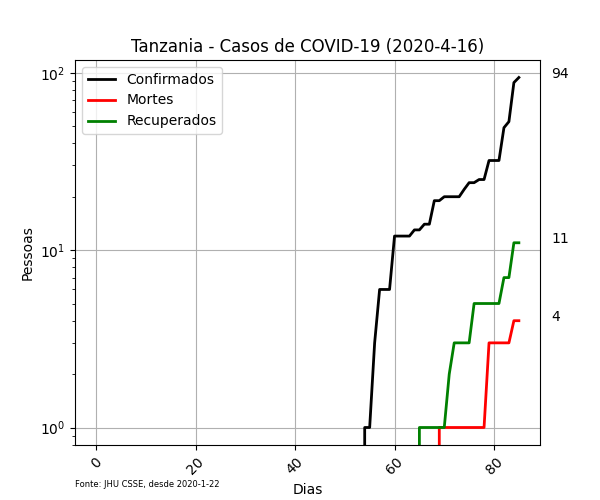 Tanzania - Casos de COVID-19 (2020-4-16)
Confirmados
Mortes
Recuperados
10²
10¹
10⁰
Pessoas
94
11
4
0
20
40
60
80
Dias
Fonte: JHU CSSE, desde 2020-1-22